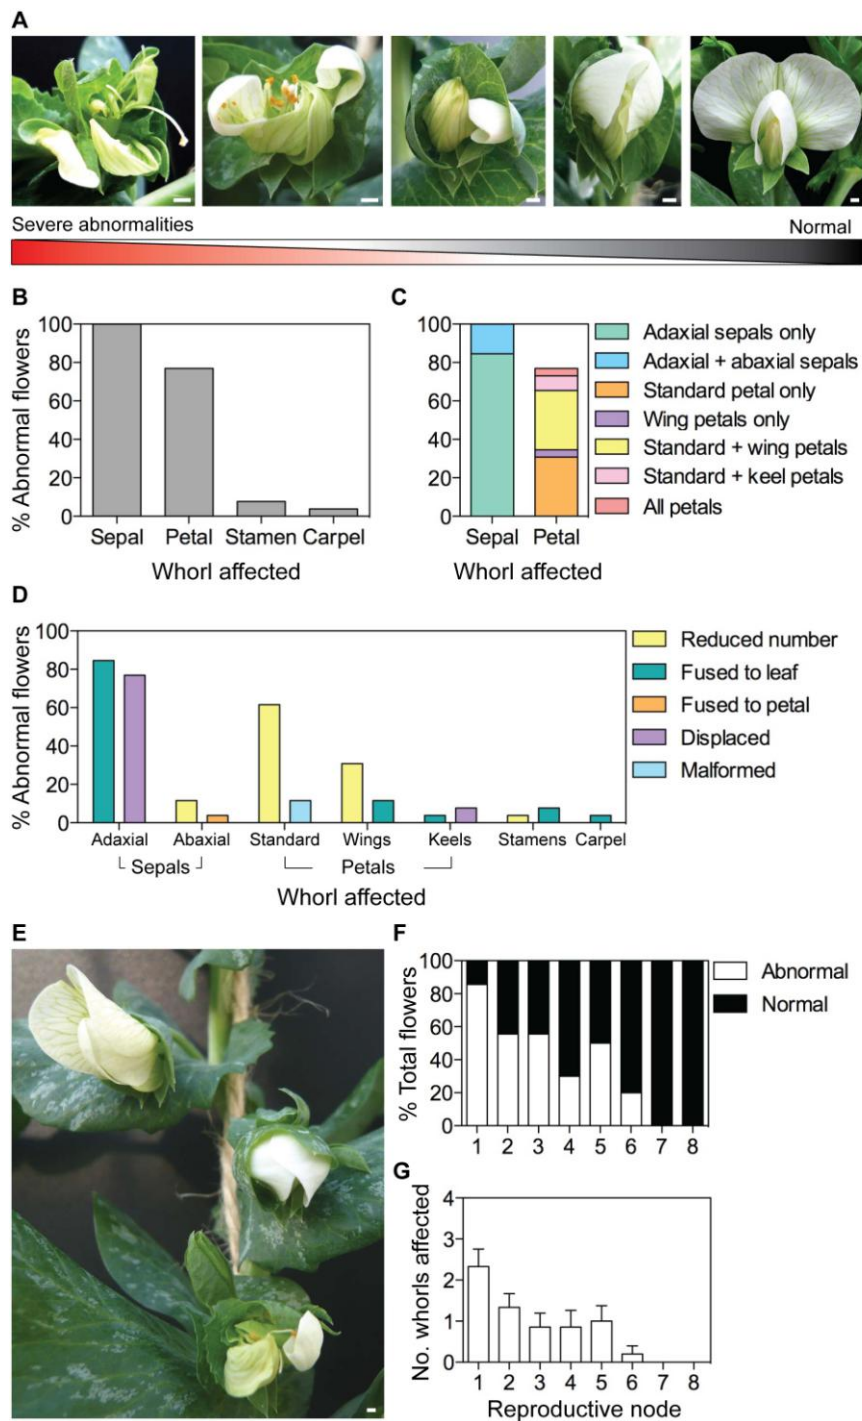 A
Severe abnormalities Normal
B
100
80
60
40
20
0
% Abnormal flowers
Sepal Petal Stamen Carpel
Whorl affected
C
100
80
60
40
20
0
Sepal Petal
Whorl affected
Adaxial sepals only
Adaxial + abaxial sepals
Standard petal only
Wing petals only
Standard + wing petals
Standard + keel petals
All petals
D
100
80
60
40
20
0
% Abnormal flowers
Adaxial Abaxial Standard Wings Keels Stamens Carpel
Sepals Petals
Whorl affected
Reduced number
Fused to leaf
Fused to petal
Displaced
Malformed
E
F
100
80
60
40
20
0
% Total flowers
1 2 3 4 5 6 7 8
Abnormal
Normal
G
4
3
2
1
0
No. whorls affected
1 2 3 4 5 6 7 8
Reproductive node